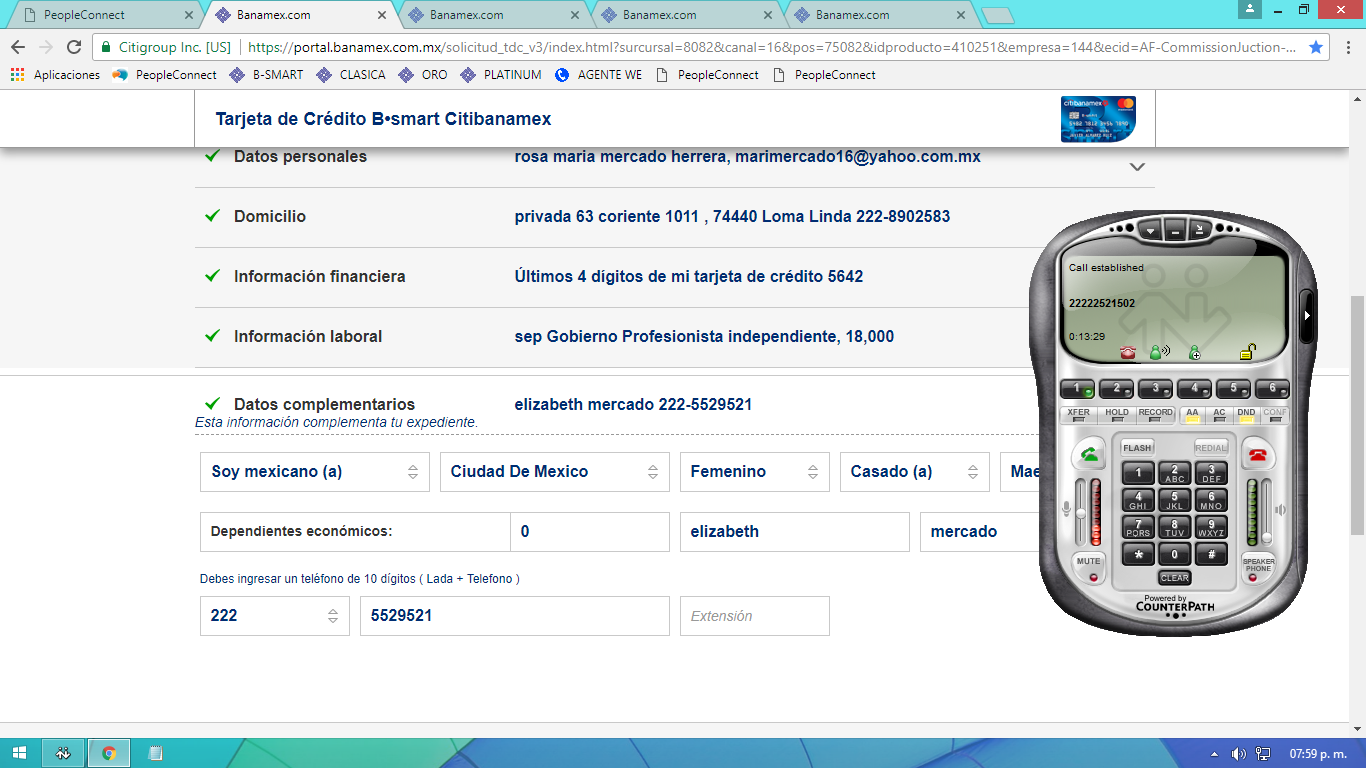 PeopleConnect
Banamex.com
Banamex.com
Banamex.com
Banamex.com
Citigroup Inc. [US]
https://portal.banamex.com.mx/solicitud_tdc_v3/index.html?surcursal=8082&canal=16&pos=75082&idproducto=410251&empresa=144&ecid=AF-CommissionJuction-...
Aplicaciones
PeopleConnect
B-SMART
CLASICA
ORO
PLATINUM
AGENTE WE
PeopleConnect
PeopleConnect
Tarjeta de Crédito B•smart Citibanamex
citibanamex
Datos personales
rosa maria mercado herrera, marimercado16@yahoo.com.mx
Domicilio
privada 63 coriente 1011 , 74440 Loma Linda 222-8902583
Información financiera
Últimos 4 dígitos de mi tarjeta de crédito 5642
Información laboral
sep Gobierno Profesionista independiente, 18,000
Datos complementarios
elizabeth mercado 222-5529521
Esta información complementa tu expediente.
Soy mexicano (a)
Ciudad De Mexico
Femenino
Casado (a)
Mae
Dependientes económicos:
0
elizabeth
mercado
Debes ingresar un teléfono de 10 dígitos ( Lada + Telefono )
222
5529521
Extensión
Call established
22222521502
0:13:29
1 2 3 4 5 6
XFER HOLD RECORD AA AC DND CONF
FLASH REDIAL
1 2 ABC 3 DEF
4 GHI 5 JKL 6 MNO
7 PQRS 8 TUV 9 WXYZ
* 0 #
MUTE
SPEAKER PHONE
CLEAR
Powered by
COUNTERPATH
07:59 p. m.